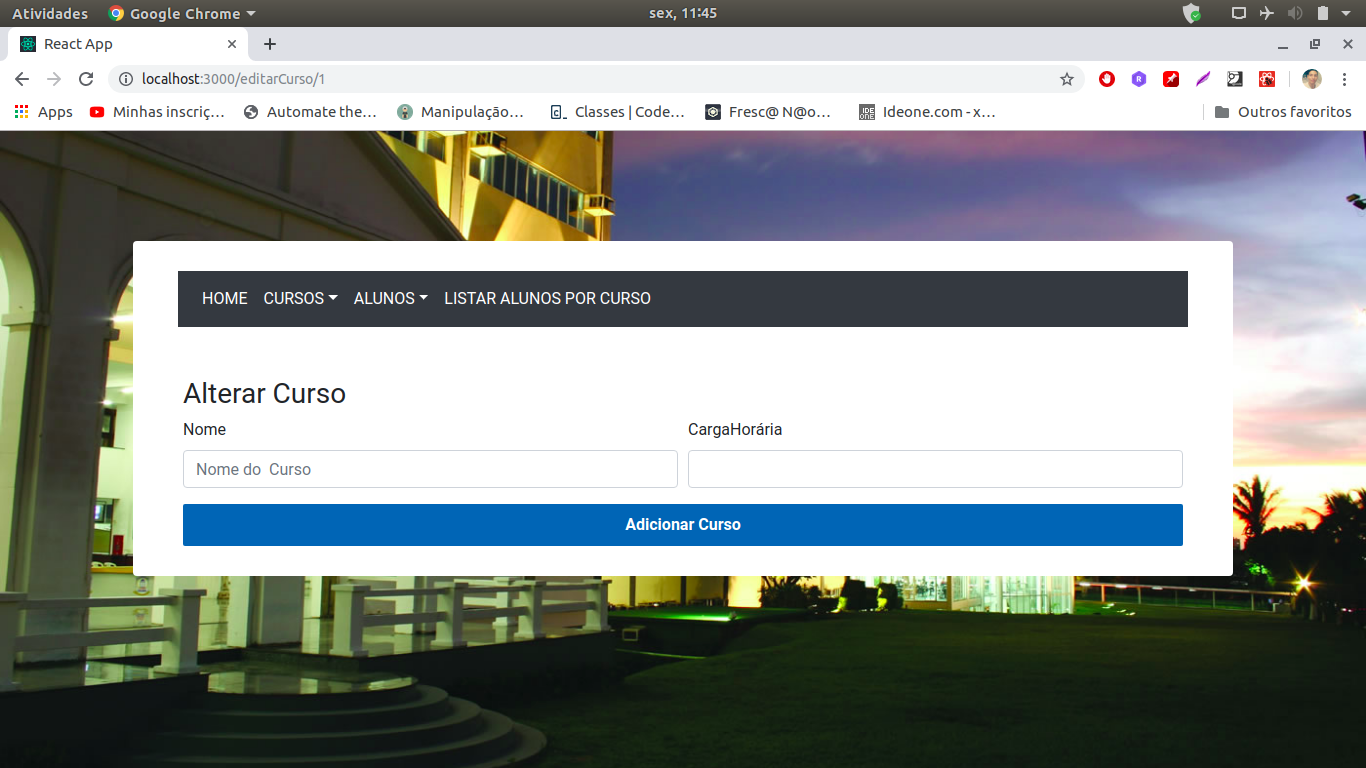 Atividades Google Chrome sex, 11:45
React App
localhost:3000/editarCurso/1
Apps Minhas inscriç… Automate the… Manipulação… Classes | Code… Fresc@ N@o… Ideone.com - x… Outros favoritos
HOME CURSOS ALUNOS LISTAR ALUNOS POR CURSO
Alterar Curso
Nome CargaHorária
Nome do  Curso
Adicionar Curso